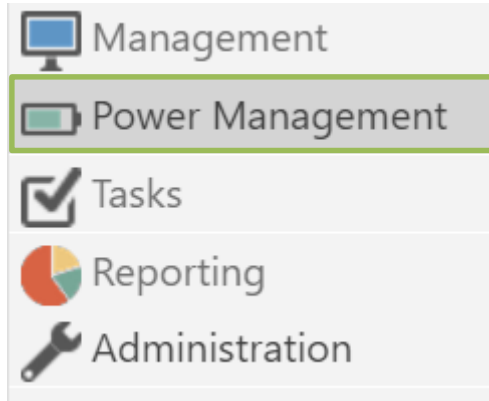 Management
Power Management
Tasks
Reporting
Administration